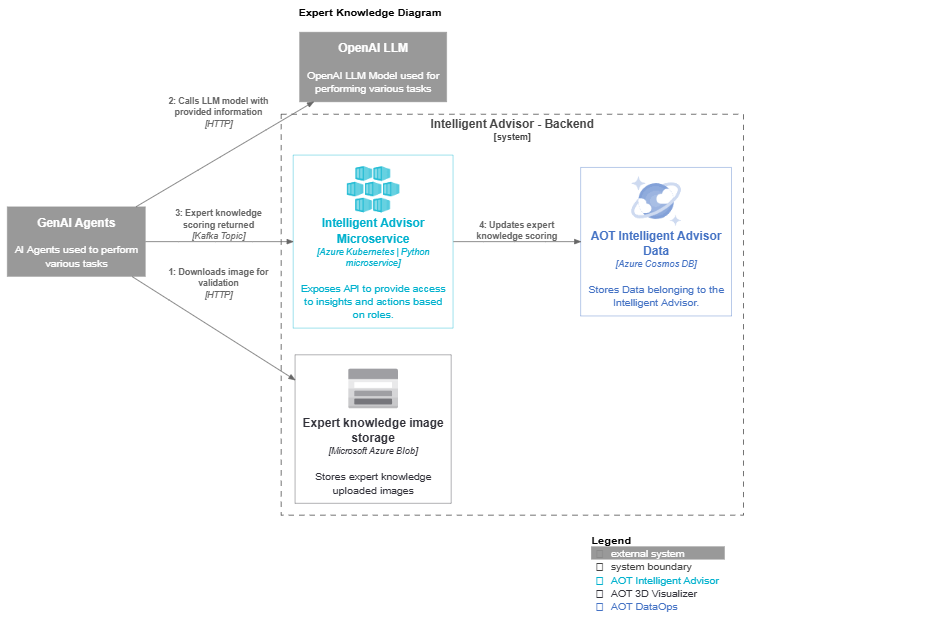 Expert Knowledge Diagram
OpenAI LLM
OpenAI LLM Model used for
performing various tasks
2: Calls LLM model with
provided information
[HTTP]
Intelligent Advisor - Backend
[system]
GenAI Agents
AI Agents used to perform
various tasks
3: Expert knowledge
scoring returned
[Kafka Topic]
1: Downloads image for
validation
[HTTP]
Intelligent Advisor
Microservice
[Azure Kubernetes | Python
microservice]
Exposes API to provide access
to insights and actions based
on roles.
4: Updates expert
knowledge scoring
AOT Intelligent Advisor
Data
[Azure Cosmos DB]
Stores Data belonging to the
Intelligent Advisor.
Expert knowledge image
storage
[Microsoft Azure Blob]
Stores expert knowledge
uploaded images
Legend
external system
system boundary
AOT Intelligent Advisor
AOT 3D Visualizer
AOT DataOps